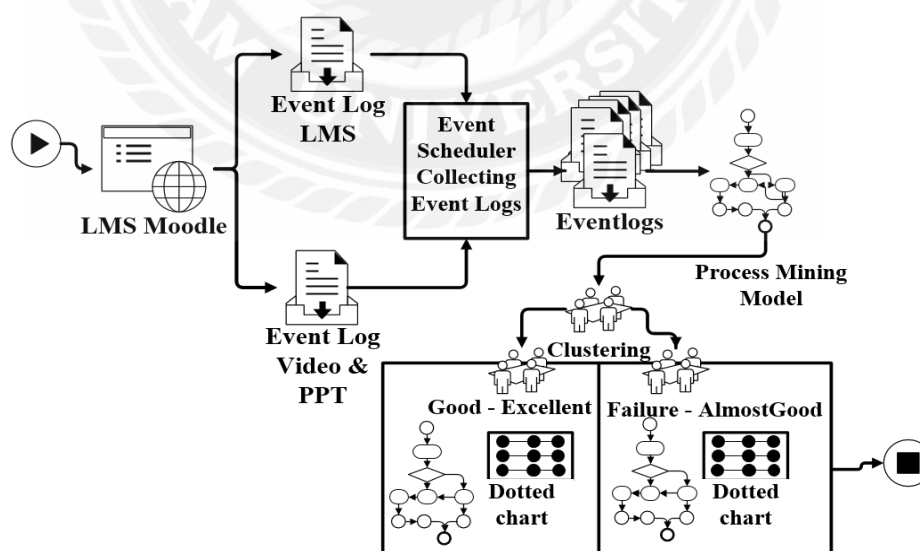 UNIVERSIT
Event Log
LMS
LMS Moodle
Event
Scheduler
Collecting
Event Logs
Eventlogs
Process Mining
Model
Event Log
Video &
PPT
Clustering
Good - Excellent
Dotted
chart
Failure - AlmostGood
Dotted
chart